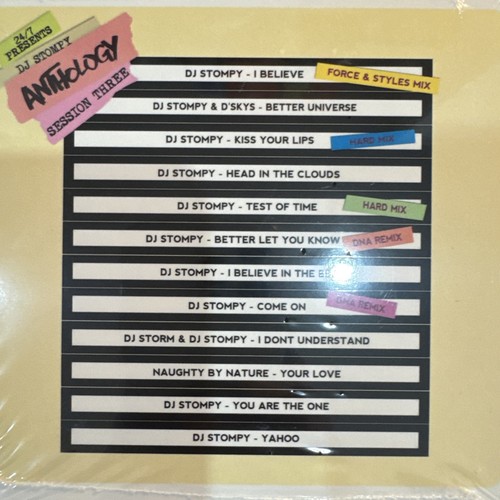 24/7
PRESENTS
DJ STOMPY
ANTHOLOGY
SESSION THREE
DJ STOMPY - I BELIEVE FORCE & STYLES MIX
DJ STOMPY & D'SKYS - BETTER UNIVERSE
DJ STOMPY - KISS YOUR LIPS HARD MIX
DJ STOMPY - HEAD IN THE CLOUDS
DJ STOMPY - TEST OF TIME HARD MIX
DJ STOMPY - BETTER LET YOU KNOW DNA REMIX
DJ STOMPY - I BELIEVE IN THE
DJ STOMPY - COME ON DNA REMIX
DJ STORM & DJ STOMPY - I DONT UNDERSTAND
NAUGHTY BY NATURE - YOUR LOVE
DJ STOMPY - YOU ARE THE ONE
DJ STOMPY - YAHOO